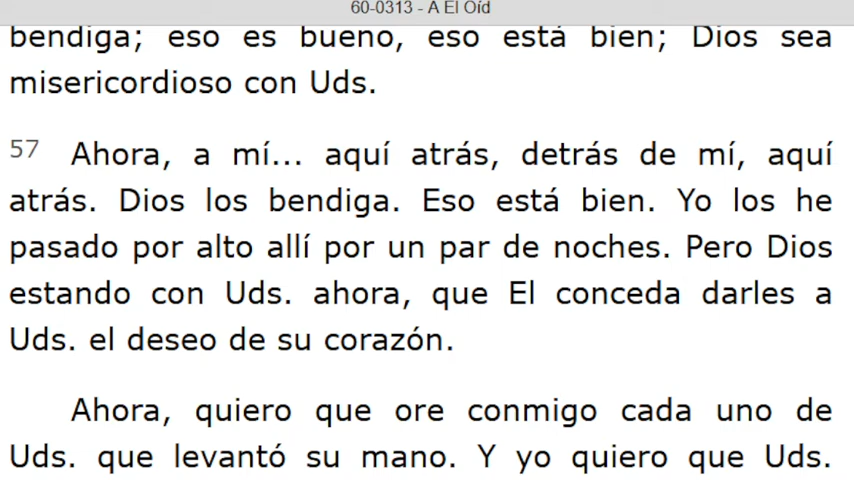 60-0313 - A El Oíd
bendiga; eso es bueno, eso está bien; Dios sea
misericordioso con Uds.
57 Ahora, a mí... aquí atrás, detrás de mí, aquí
atrás. Dios los bendiga. Eso está bien. Yo los he
pasado por alto allí por un par de noches. Pero Dios
estando con Uds. ahora, que El conceda darles a
Uds. el deseo de su corazón.
Ahora, quiero que ore conmigo cada uno de
Uds. que levantó su mano. Y yo quiero que Uds.